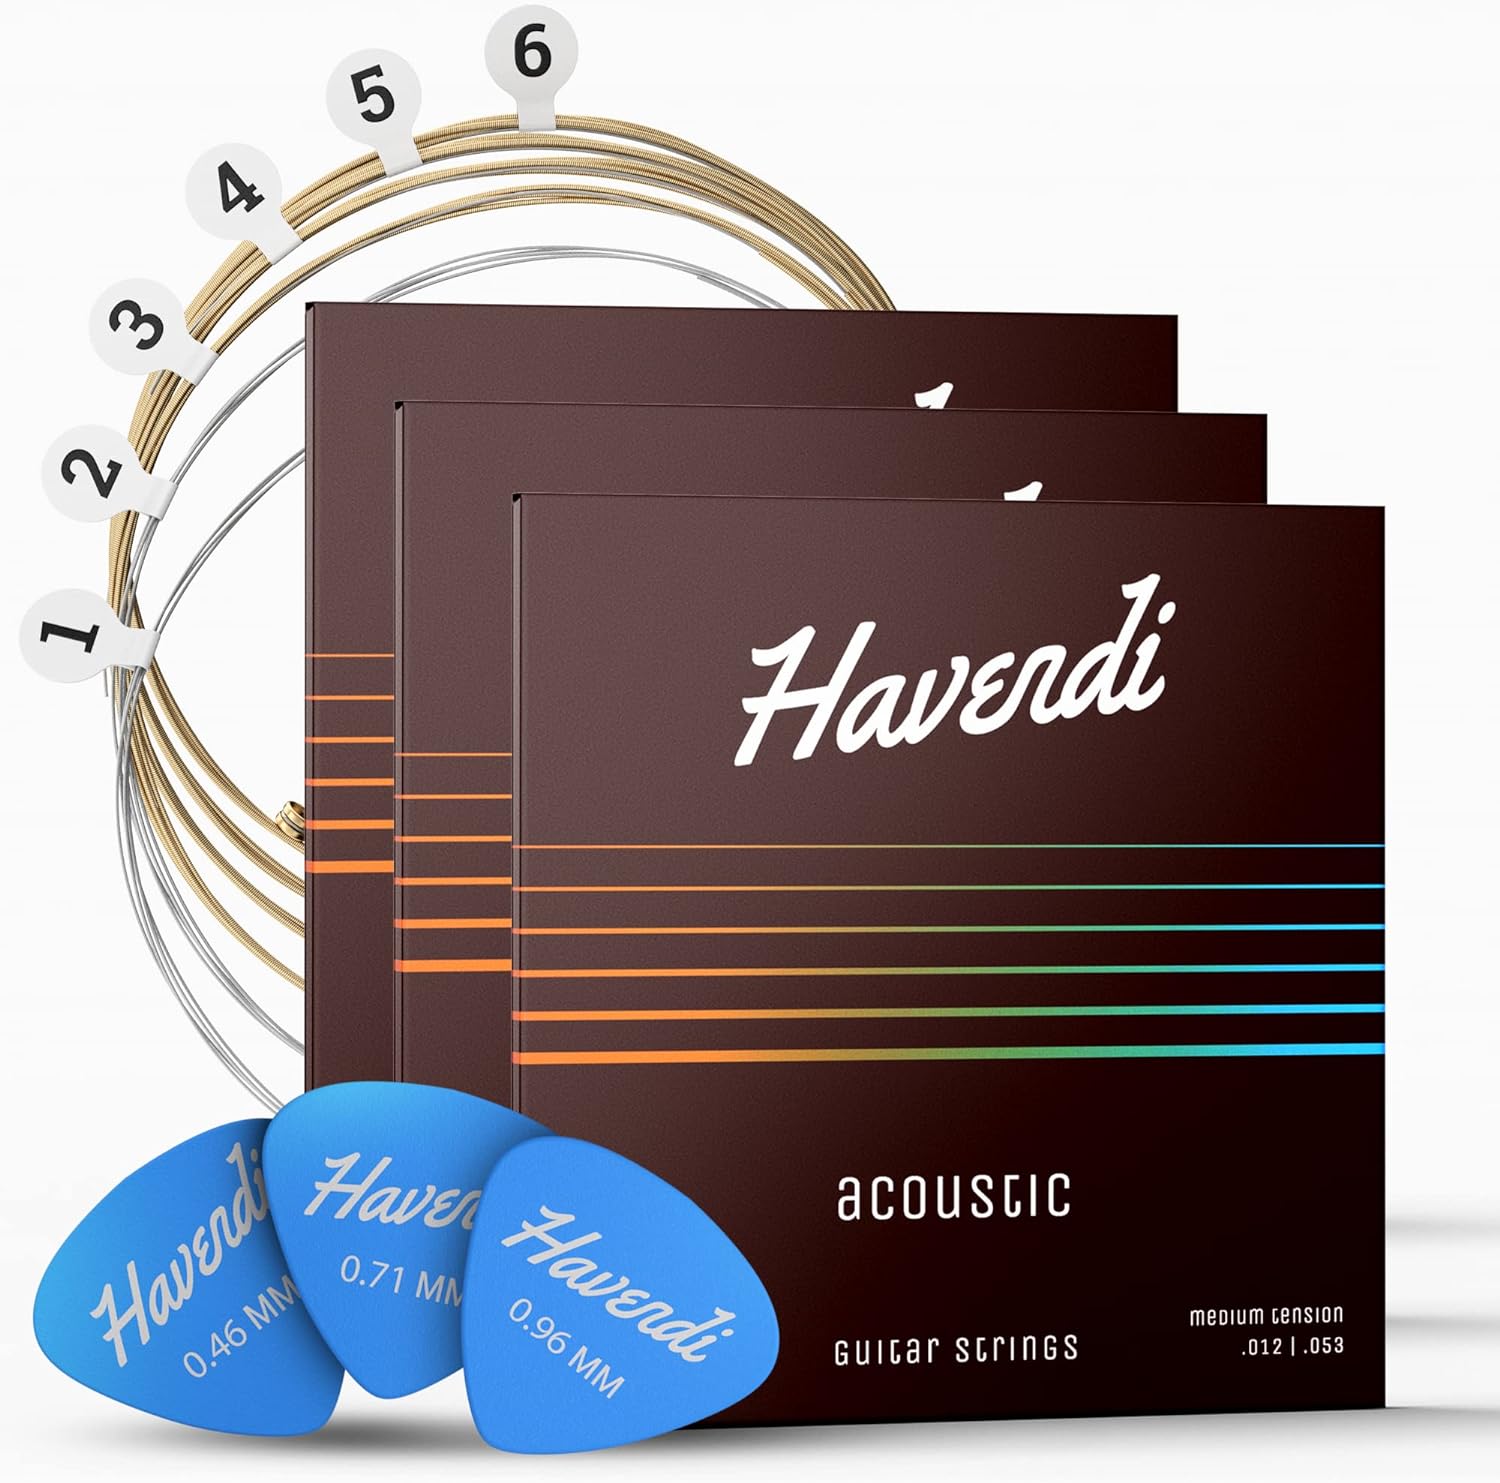 6
5
4
3
2
1
Haverdi
acoustic
GUITAR STRINGS
MEDIUM TENSION
.012 | .053
Haverdi
0.46 MM
Haverdi
0.71 MM
Haverdi
0.96 MM